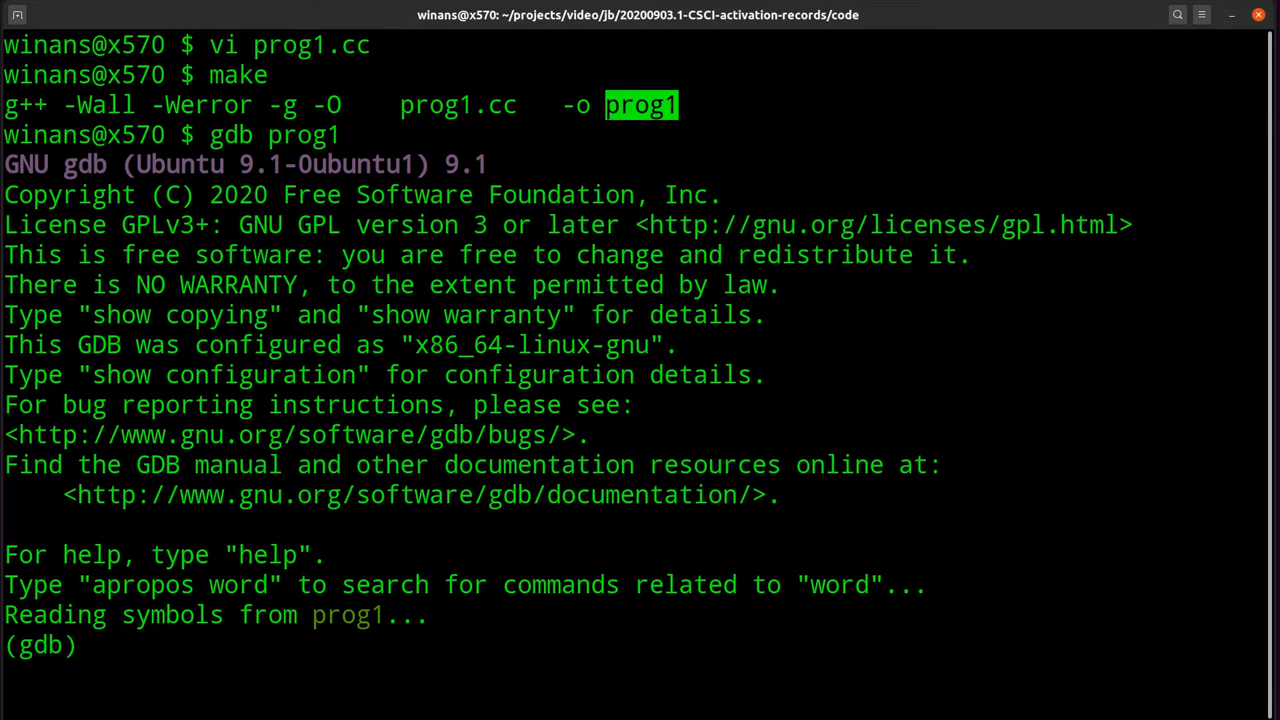 winans@x570: ~/projects/video/jb/20200903.1-CSCI-activation-records/code
winans@x570 $ vi prog1.cc
winans@x570 $ make
g++ -Wall -Werror -g -O    prog1.cc   -o prog1
winans@x570 $ gdb prog1
GNU gdb (Ubuntu 9.1-0ubuntu1) 9.1
Copyright (C) 2020 Free Software Foundation, Inc.
License GPLv3+: GNU GPL version 3 or later <http://gnu.org/licenses/gpl.html>
This is free software: you are free to change and redistribute it.
There is NO WARRANTY, to the extent permitted by law.
Type "show copying" and "show warranty" for details.
This GDB was configured as "x86_64-linux-gnu".
Type "show configuration" for configuration details.
For bug reporting instructions, please see:
<http://www.gnu.org/software/gdb/bugs/>.
Find the GDB manual and other documentation resources online at:
    <http://www.gnu.org/software/gdb/documentation/>.
For help, type "help".
Type "apropos word" to search for commands related to "word"...
Reading symbols from prog1...
(gdb)